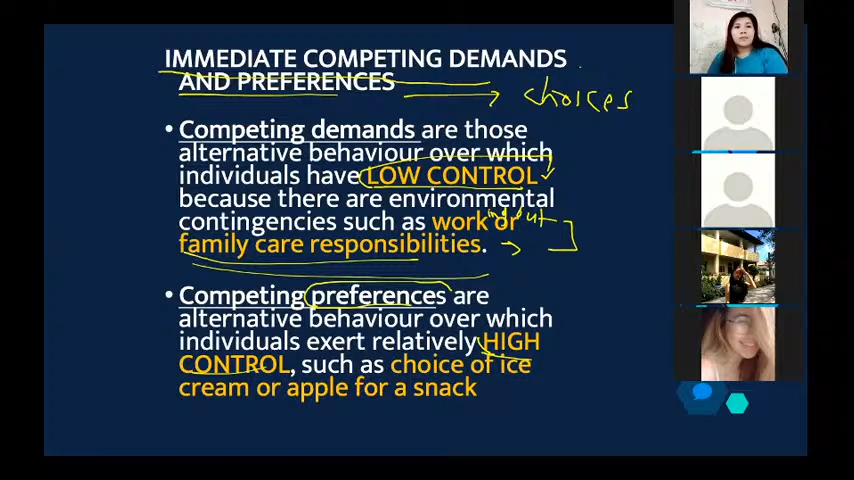 IMMEDIATE COMPETING DEMANDS
AND PREFERENCES
choices
• Competing demands are those
alternative behaviour over which
individuals have LOW CONTROL
because there are environmental
contingencies such as work or
input
family care responsibilities.
• Competing preferences are
alternative behaviour over which
individuals exert relatively HIGH
CONTROL, such as choice of ice
cream or apple for a snack